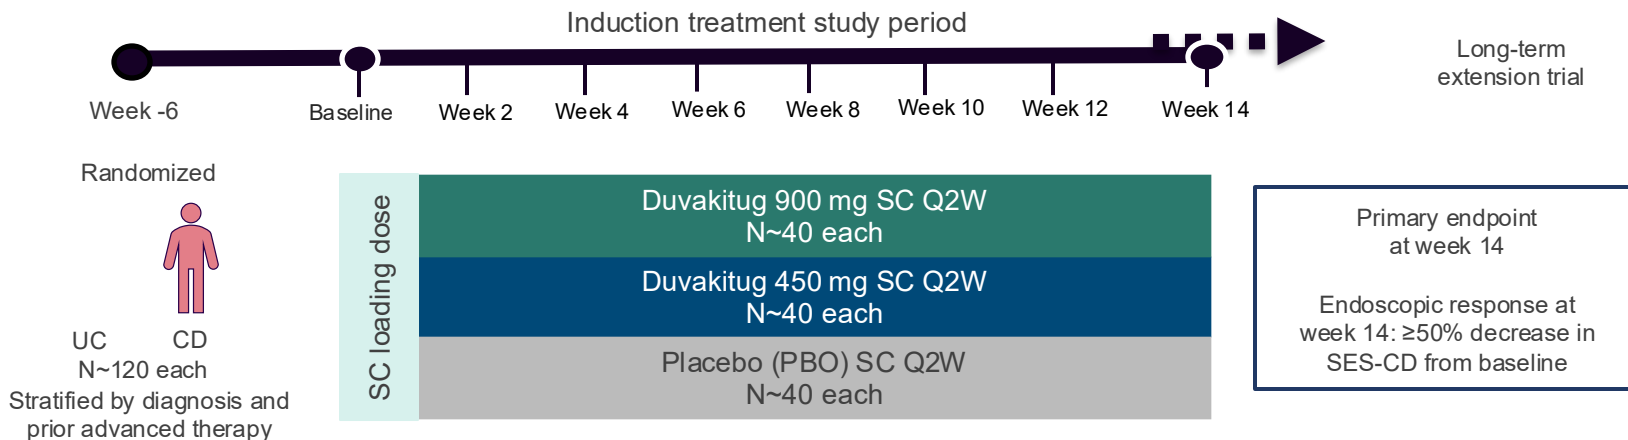 Induction treatment study period
Long-term
extension trial
Week -6
Baseline
Week 2
Week 4
Week 6
Week 8
Week 10
Week 12
Week 14
Randomized
UC
CD
N~120 each
Stratified by diagnosis and
prior advanced therapy
SC loading dose
Duvakitug 900 mg SC Q2W
N~40 each
Duvakitug 450 mg SC Q2W
N~40 each
Placebo (PBO) SC Q2W
N~40 each
Primary endpoint
at week 14
Endoscopic response at
week 14: ≥50% decrease in
SES-CD from baseline